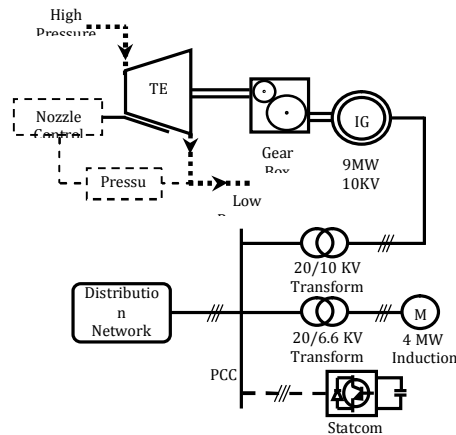 High
Pressure
TE
Nozzle
Control
Pressu
Low
Gear
Box
IG
9MW
10KV
20/10 KV
Transform
Distributio
n
Network
20/6.6 KV
Transform
M
4 MW
Induction
PCC
Statcom